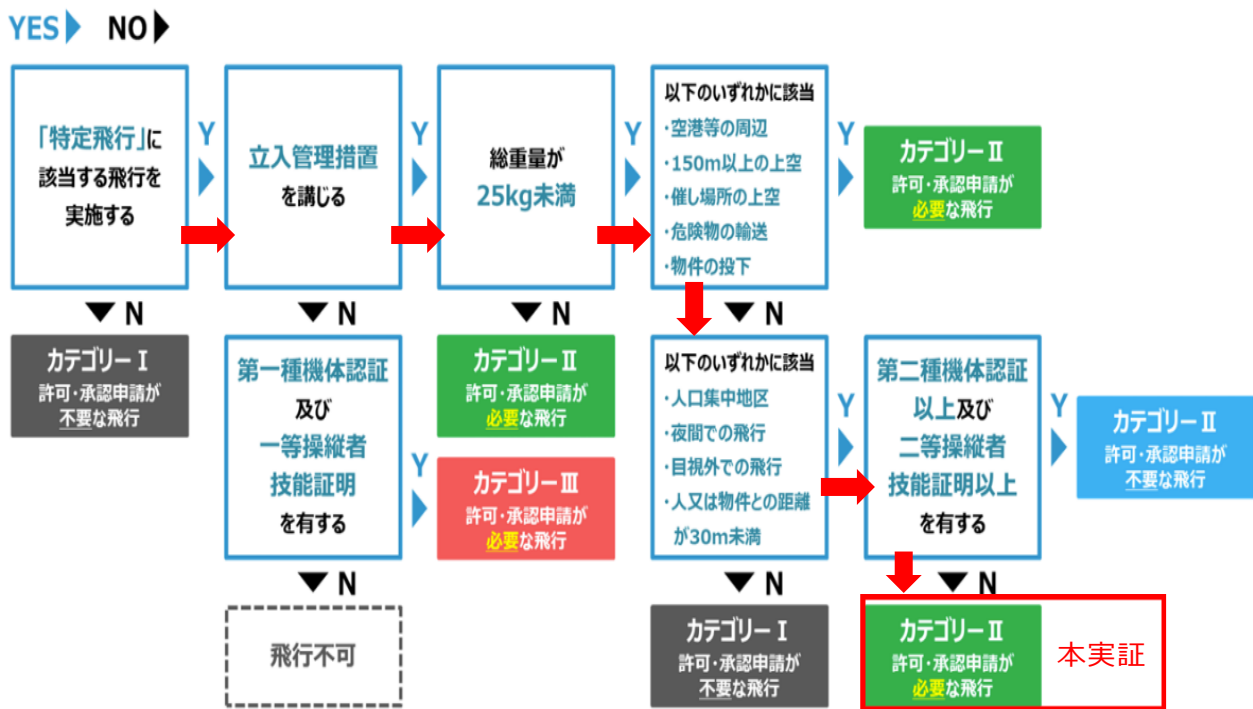 YES NO
「特定飛行」に
該当する飛行を
実施する
Y
立入管理措置
を講じる
Y
総重量が
25kg未満
Y
以下のいずれかに該当
・空港等の周辺
・150m以上の上空
・催し場所の上空
・危険物の輸送
・物件の投下
Y
カテゴリーⅡ
許可・承認申請が
必要な飛行
N
N
N
N
カテゴリーⅠ
許可・承認申請が
不要な飛行
第一種機体認証
及び
一等操縦者
技能証明
を有する
Y
カテゴリーⅡ
許可・承認申請が
必要な飛行
カテゴリーⅢ
許可・承認申請が
必要な飛行
以下のいずれかに該当
・人口集中地区
・夜間での飛行
・目視外での飛行
・人又は物件との距離
が30m未満
Y
第二種機体認証
以上及び
二等操縦者
技能証明以上
を有する
Y
カテゴリーⅡ
許可・承認申請が
不要な飛行
N
N
N
飛行不可
カテゴリーⅠ
許可・承認申請が
不要な飛行
カテゴリーⅡ
許可・承認申請が
必要な飛行
本実証